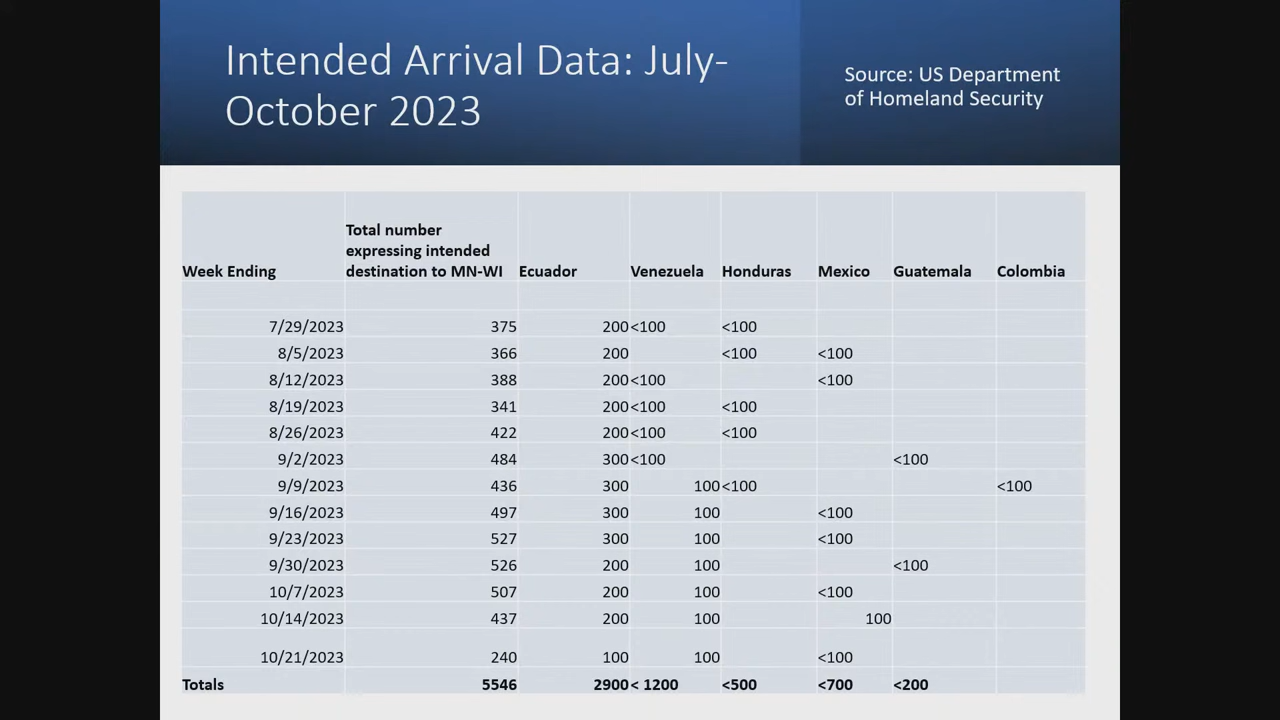 Intended Arrival Data: July-
October 2023
Source: US Department
of Homeland Security
Total number
expressing intended
Week Ending destination to MN-WI Ecuador Venezuela Honduras Mexico Guatemala Colombia
7/29/2023 375 200 <100 <100
8/5/2023 366 200 <100 <100
8/12/2023 388 200 <100 <100
8/19/2023 341 200 <100 <100
8/26/2023 422 200 <100 <100
9/2/2023 484 300 <100 <100
9/9/2023 436 300 100 <100 <100
9/16/2023 497 300 100 <100
9/23/2023 527 300 100 <100
9/30/2023 526 200 100 <100
10/7/2023 507 200 100 <100
10/14/2023 437 200 100 100
10/21/2023 240 100 100 <100
Totals 5546 2900 < 1200 <500 <700 <200